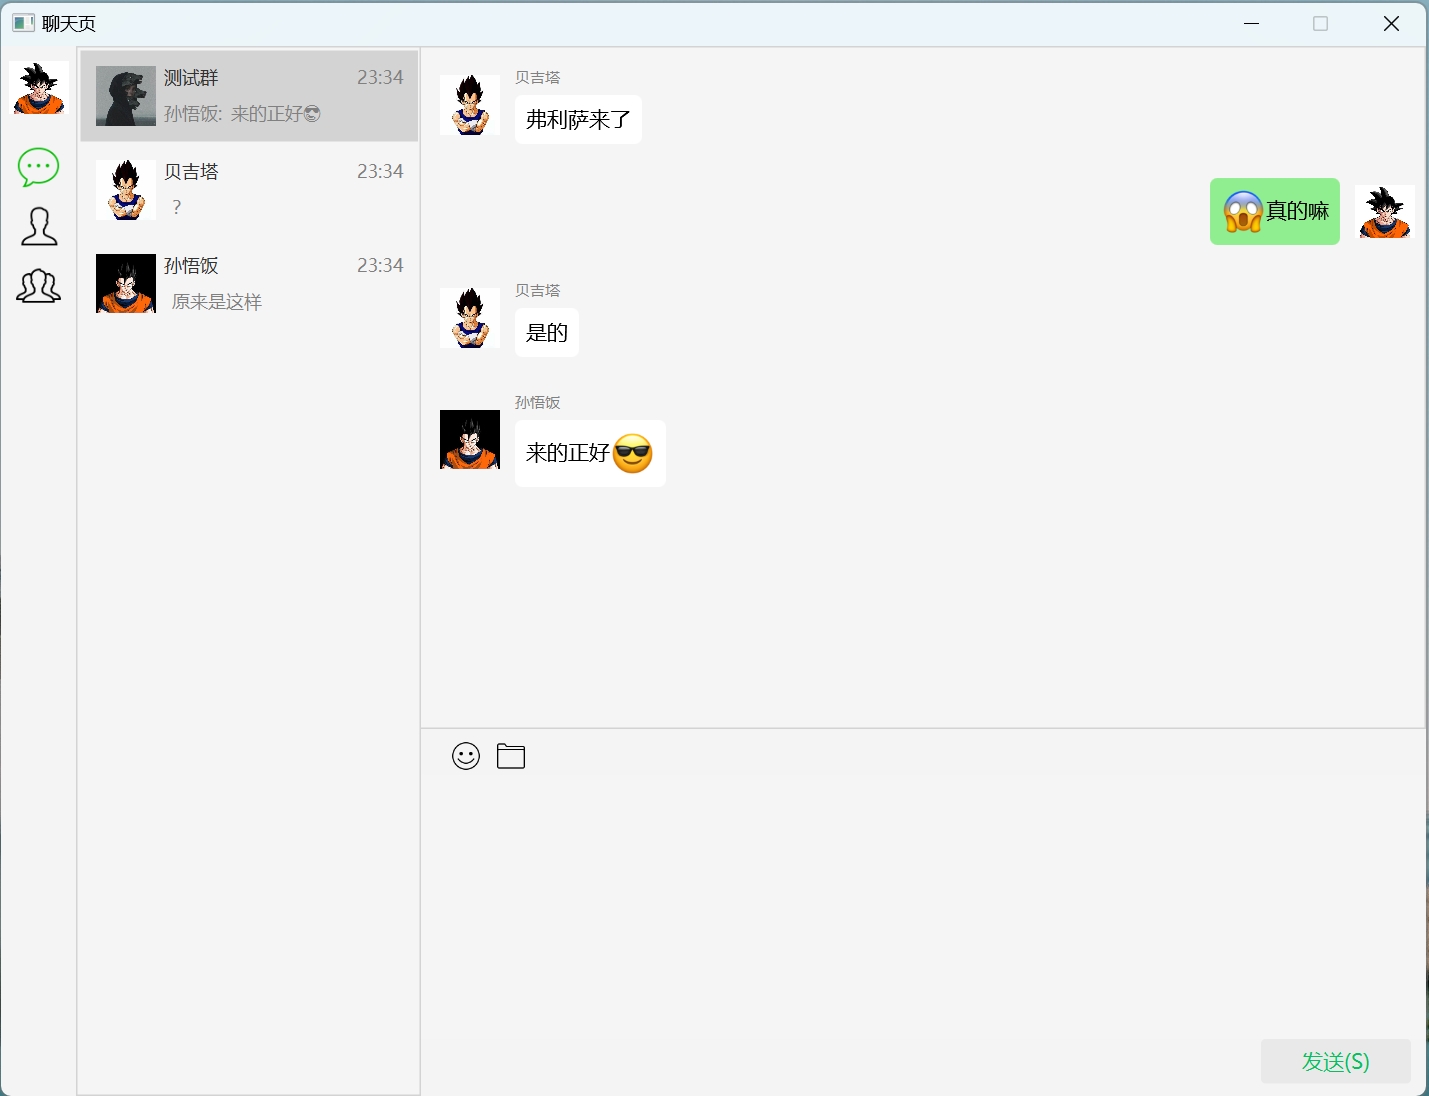 聊天页
测试群 23:34
孙悟饭: 来的正好😎
贝吉塔 23:34
？
孙悟饭 23:34
原来是这样
贝吉塔
弗利萨来了
😱真的嘛
贝吉塔
是的
孙悟饭
来的正好😎
发送(S)